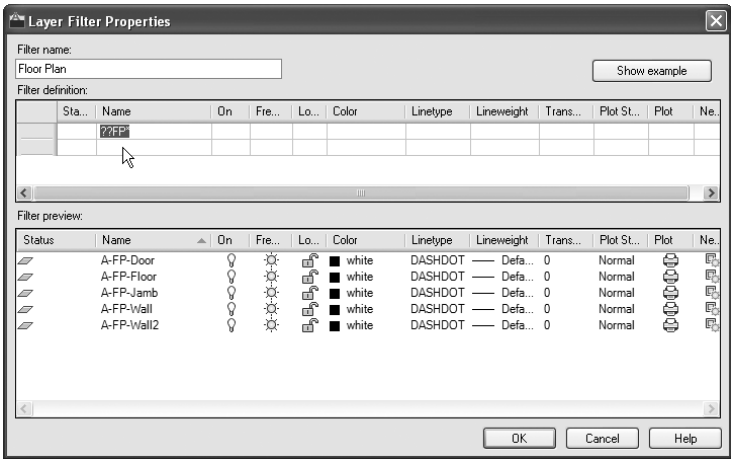 Layer Filter Properties
Filter name:
Floor Plan
Show example
Filter definition:
Sta... Name On Fre... Lo... Color Linetype Lineweight Trans... Plot St... Plot Ne..
??FP*
Filter preview:
Status Name On Fre... Lo... Color Linetype Lineweight Trans... Plot St... Plot Ne..
A-FP-Door white DASHDOT Defa... 0 Normal
A-FP-Floor white DASHDOT Defa... 0 Normal
A-FP-Jamb white DASHDOT Defa... 0 Normal
A-FP-Wall white DASHDOT Defa... 0 Normal
A-FP-Wall2 white DASHDOT Defa... 0 Normal
OK Cancel Help